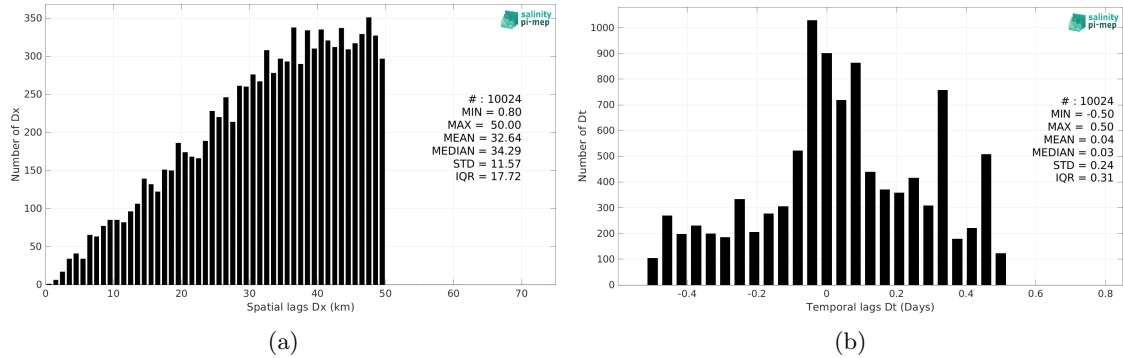 350
300
250
200
150
100
50
0
Number of Dx
0 10 20 30 40 50 60 70
Spatial lags Dx (km)
salinity
pi-mep
# : 10024
MIN = 0.80
MAX = 50.00
MEAN = 32.64
MEDIAN = 34.29
STD = 11.57
IQR = 17.72
(a)
1000
900
800
700
600
500
400
300
200
100
0
Number of Dt
-0.4 -0.2 0 0.2 0.4 0.6 0.8
Temporal lags Dt (Days)
salinity
pi-mep
# : 10024
MIN = -0.50
MAX = 0.50
MEAN = 0.04
MEDIAN = 0.03
STD = 0.24
IQR = 0.31
(b)